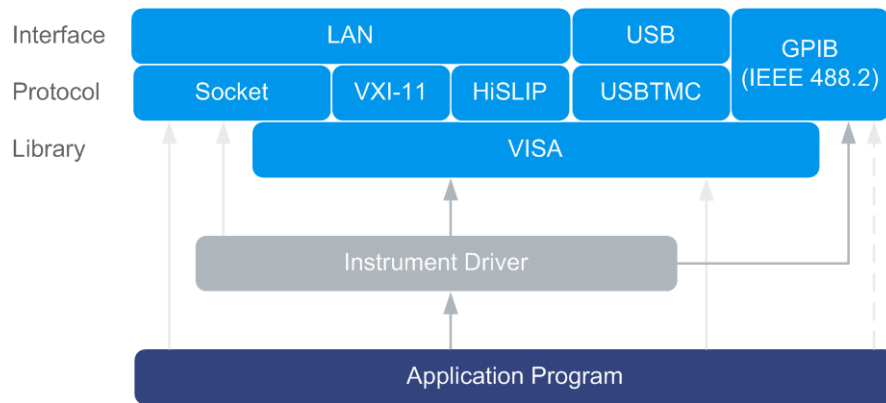 Interface
LAN
USB
GPIB
(IEEE 488.2)
Protocol
Socket
VXI-11
HiSLIP
USBTMC
Library
VISA
Instrument Driver
Application Program